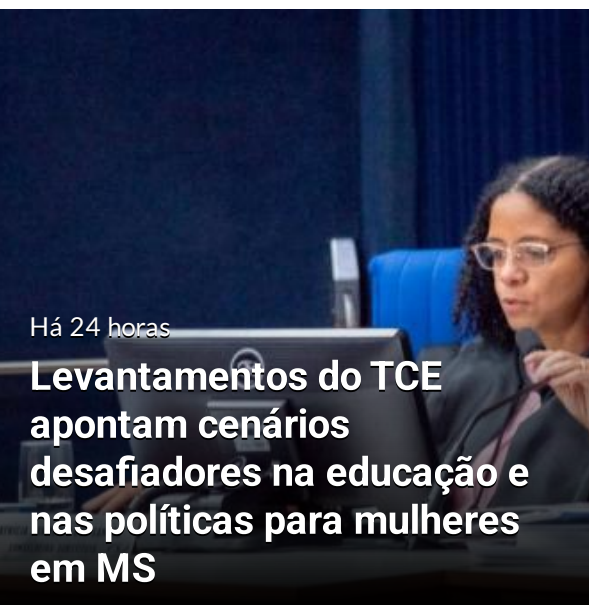 Há 24 horas
Levantamentos do TCE
apontam cenários
desafiadores na educação e
nas políticas para mulheres
em MS